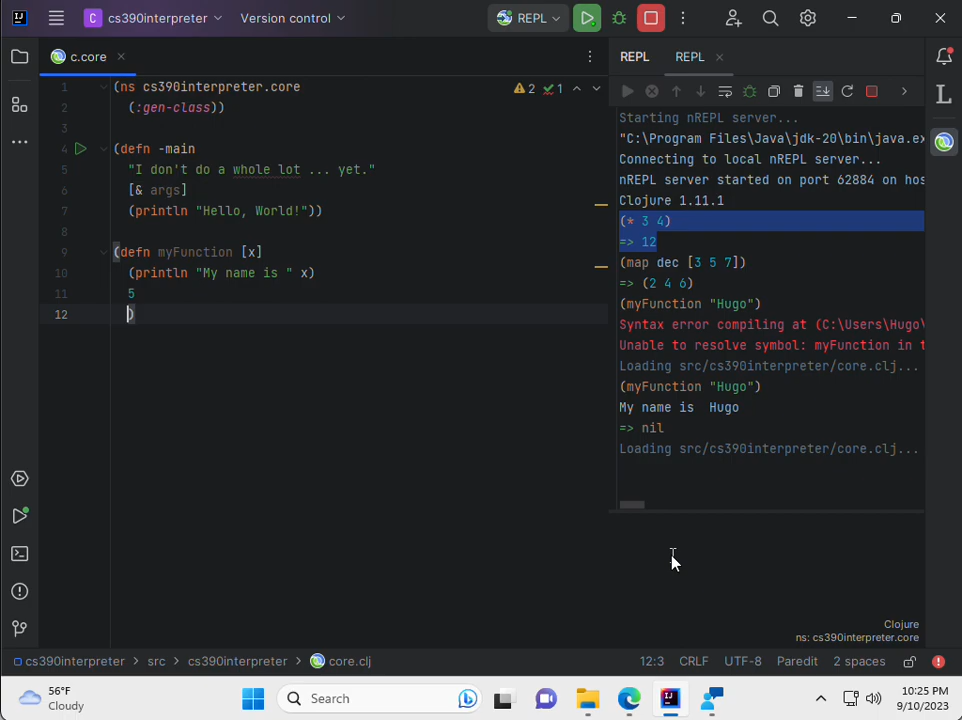 C cs390interpreter Version control REPL
c.core
REPL REPL
1 (ns cs390interpreter.core
2 (:gen-class))
3
4 (defn -main
5 "I don't do a whole lot ... yet."
6 [& args]
7 (println "Hello, World!"))
8
9 (defn myFunction [x]
10 (println "My name is " x)
11 5
12 )
2 1
Starting nREPL server...
"C:\Program Files\Java\jdk-20\bin\java.ex
Connecting to local nREPL server...
nREPL server started on port 62884 on hos
Clojure 1.11.1
(* 3 4)
=> 12
(map dec [3 5 7])
=> (2 4 6)
(myFunction "Hugo")
Syntax error compiling at (C:\Users\Hugo\
Unable to resolve symbol: myFunction in t
Loading src/cs390interpreter/core.clj...
(myFunction "Hugo")
My name is  Hugo
=> nil
Loading src/cs390interpreter/core.clj...
Clojure
ns: cs390interpreter.core
cs390interpreter > src > cs390interpreter > core.clj 12:3 CRLF UTF-8 Paredit 2 spaces
56°F
Cloudy
Search
10:25 PM
9/10/2023